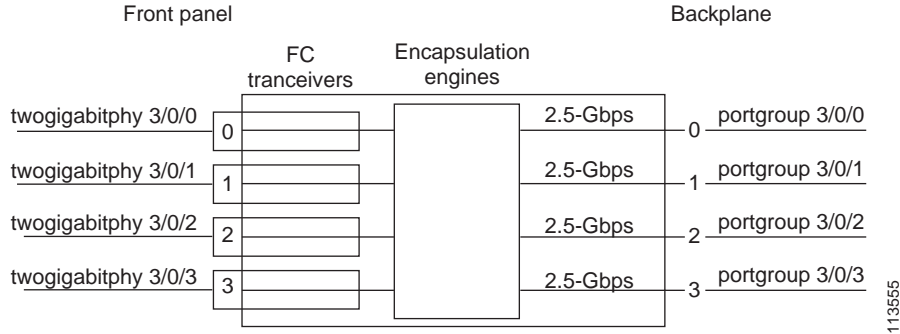 Front panel
Backplane
FC
tranceivers
Encapsulation
engines
twogigabitphy 3/0/0
0
2.5-Gbps
0
portgroup 3/0/0
twogigabitphy 3/0/1
1
2.5-Gbps
1
portgroup 3/0/1
twogigabitphy 3/0/2
2
2.5-Gbps
2
portgroup 3/0/2
twogigabitphy 3/0/3
3
2.5-Gbps
3
portgroup 3/0/3
113555